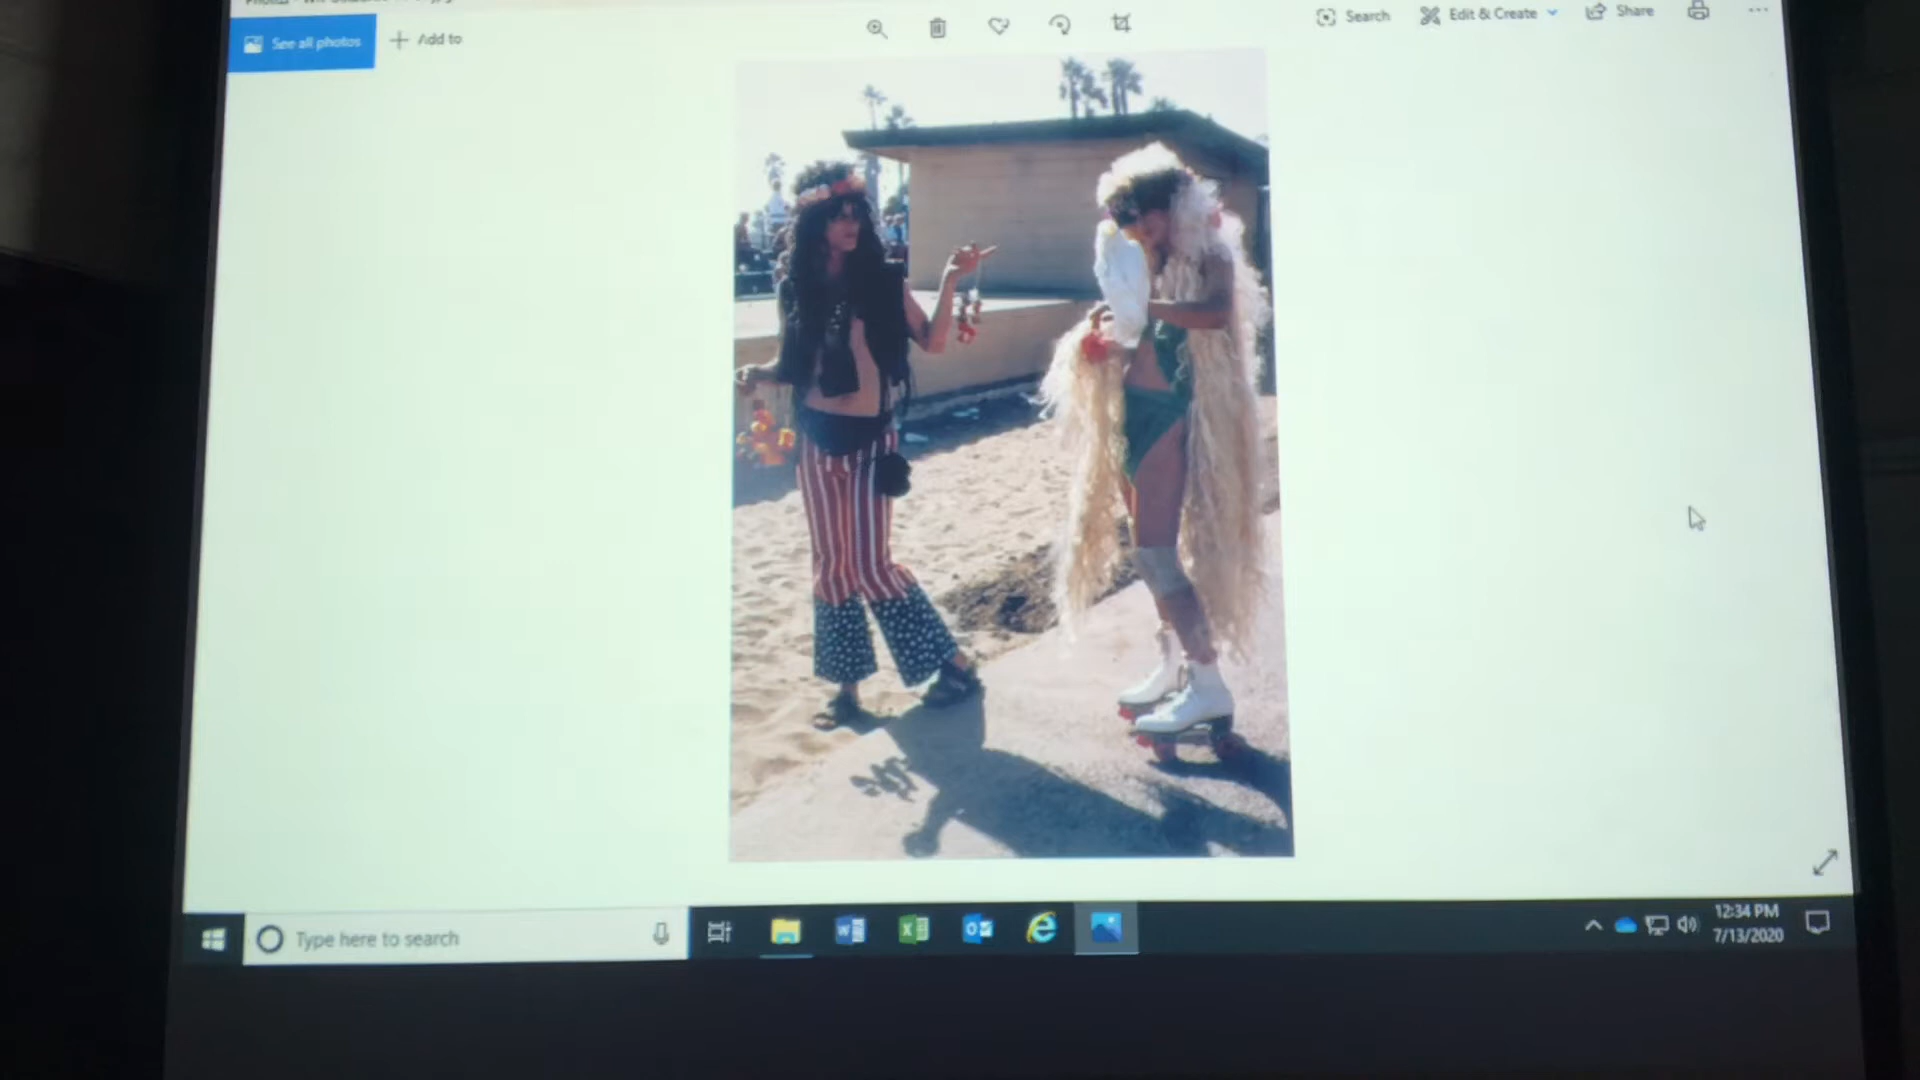 See all photos
Add to
Search
Edit & Create
Share
Type here to search
12:34 PM
7/13/2020